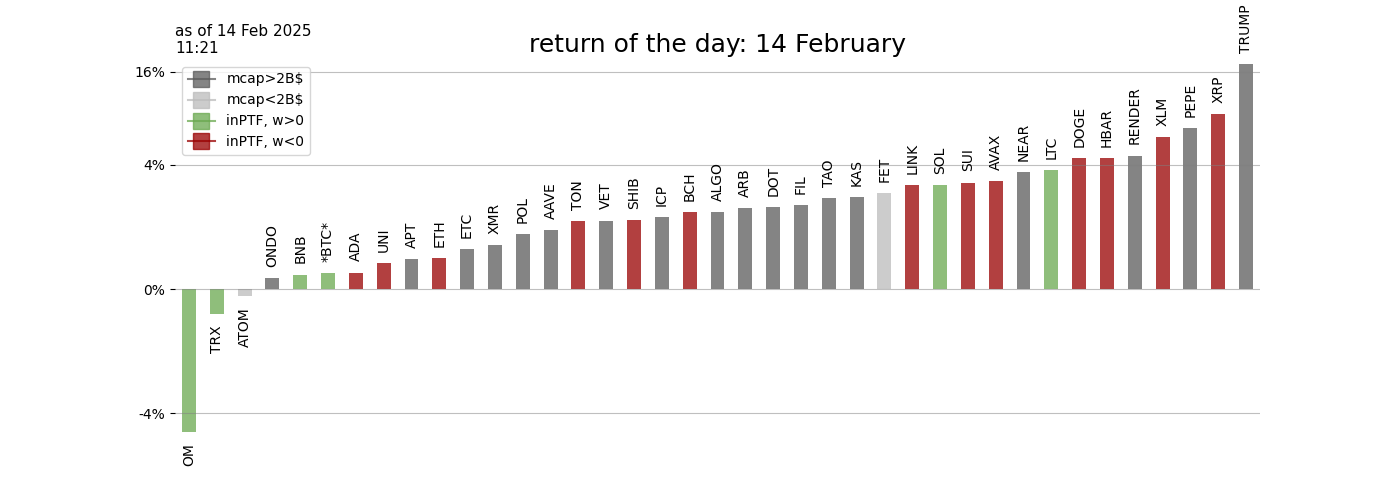 as of 14 Feb 2025
11:21
return of the day: 14 February
mcap>2B$
mcap<2B$
inPTF, w>0
inPTF, w<0
16%
4%
0%
-4%
OM
TRX
ATOM
ONDO
BNB
*BTC*
ADA
UNI
APT
ETH
ETC
XMR
POL
AAVE
TON
VET
SHIB
ICP
BCH
ALGO
ARB
DOT
FIL
TAO
KAS
FET
LINK
SOL
SUI
AVAX
NEAR
LTC
DOGE
HBAR
RENDER
XLM
PEPE
XRP
TRUMP